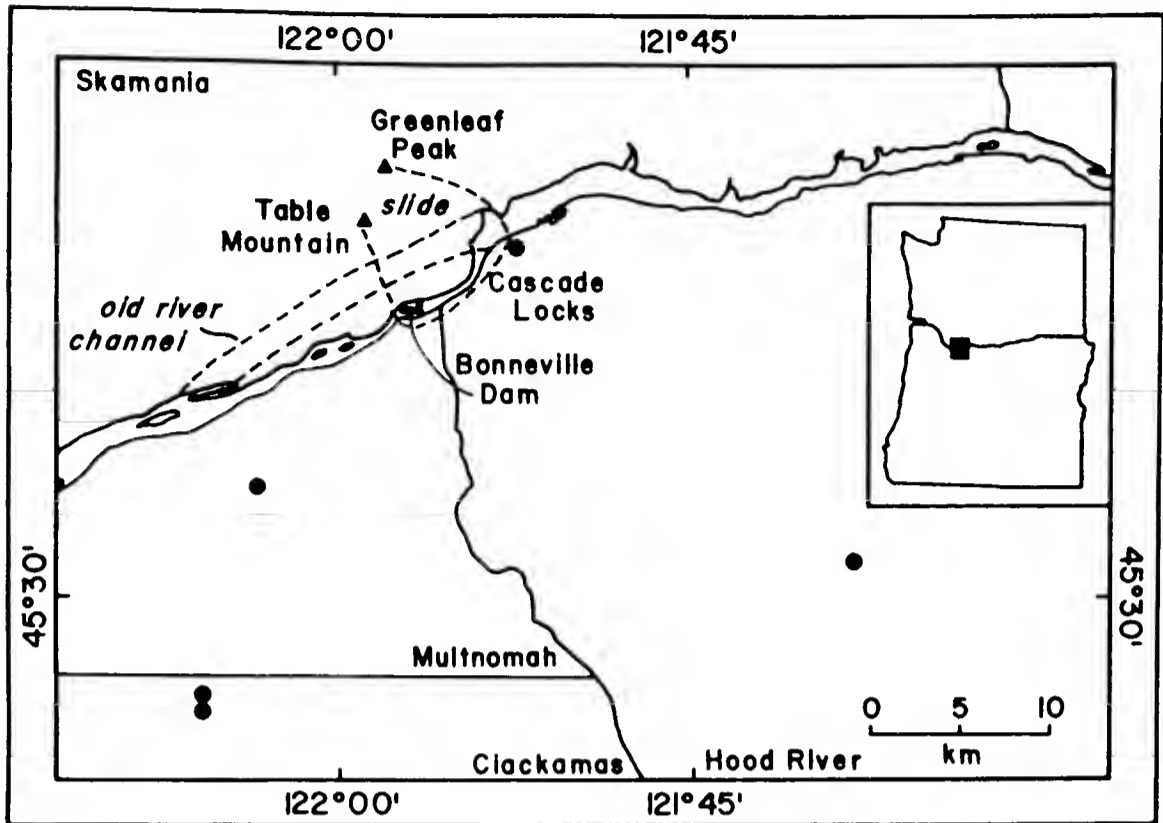 122°00' 121°45'
Skamania
Greenleaf
Peak
slide
Table
Mountain
old river
channel
Cascade
Locks
Bonneville
Dam
45°30' 45°30'
Multnomah
0 5 10
km
Clackamas Hood River
122°00' 121°45'